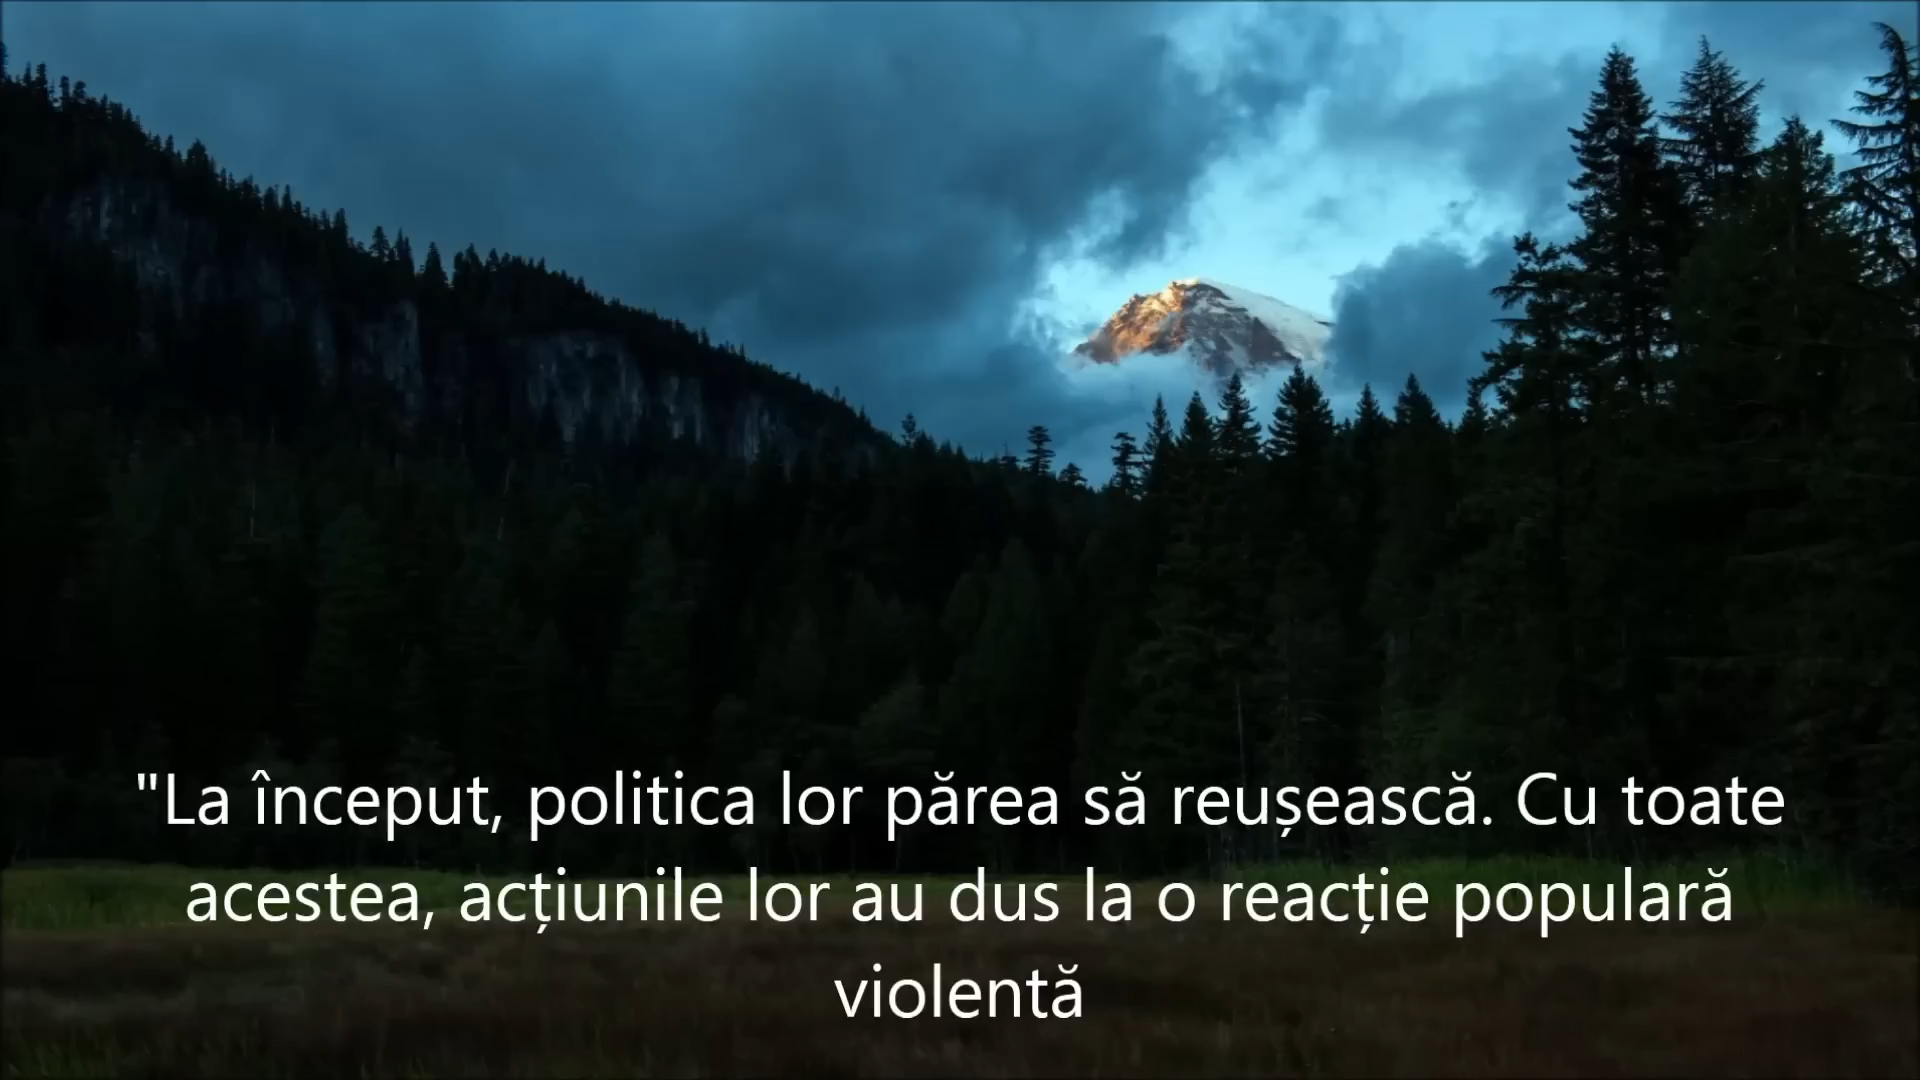 "La început, politica lor părea să reușească. Cu toate
acestea, acțiunile lor au dus la o reacție populară
violentă